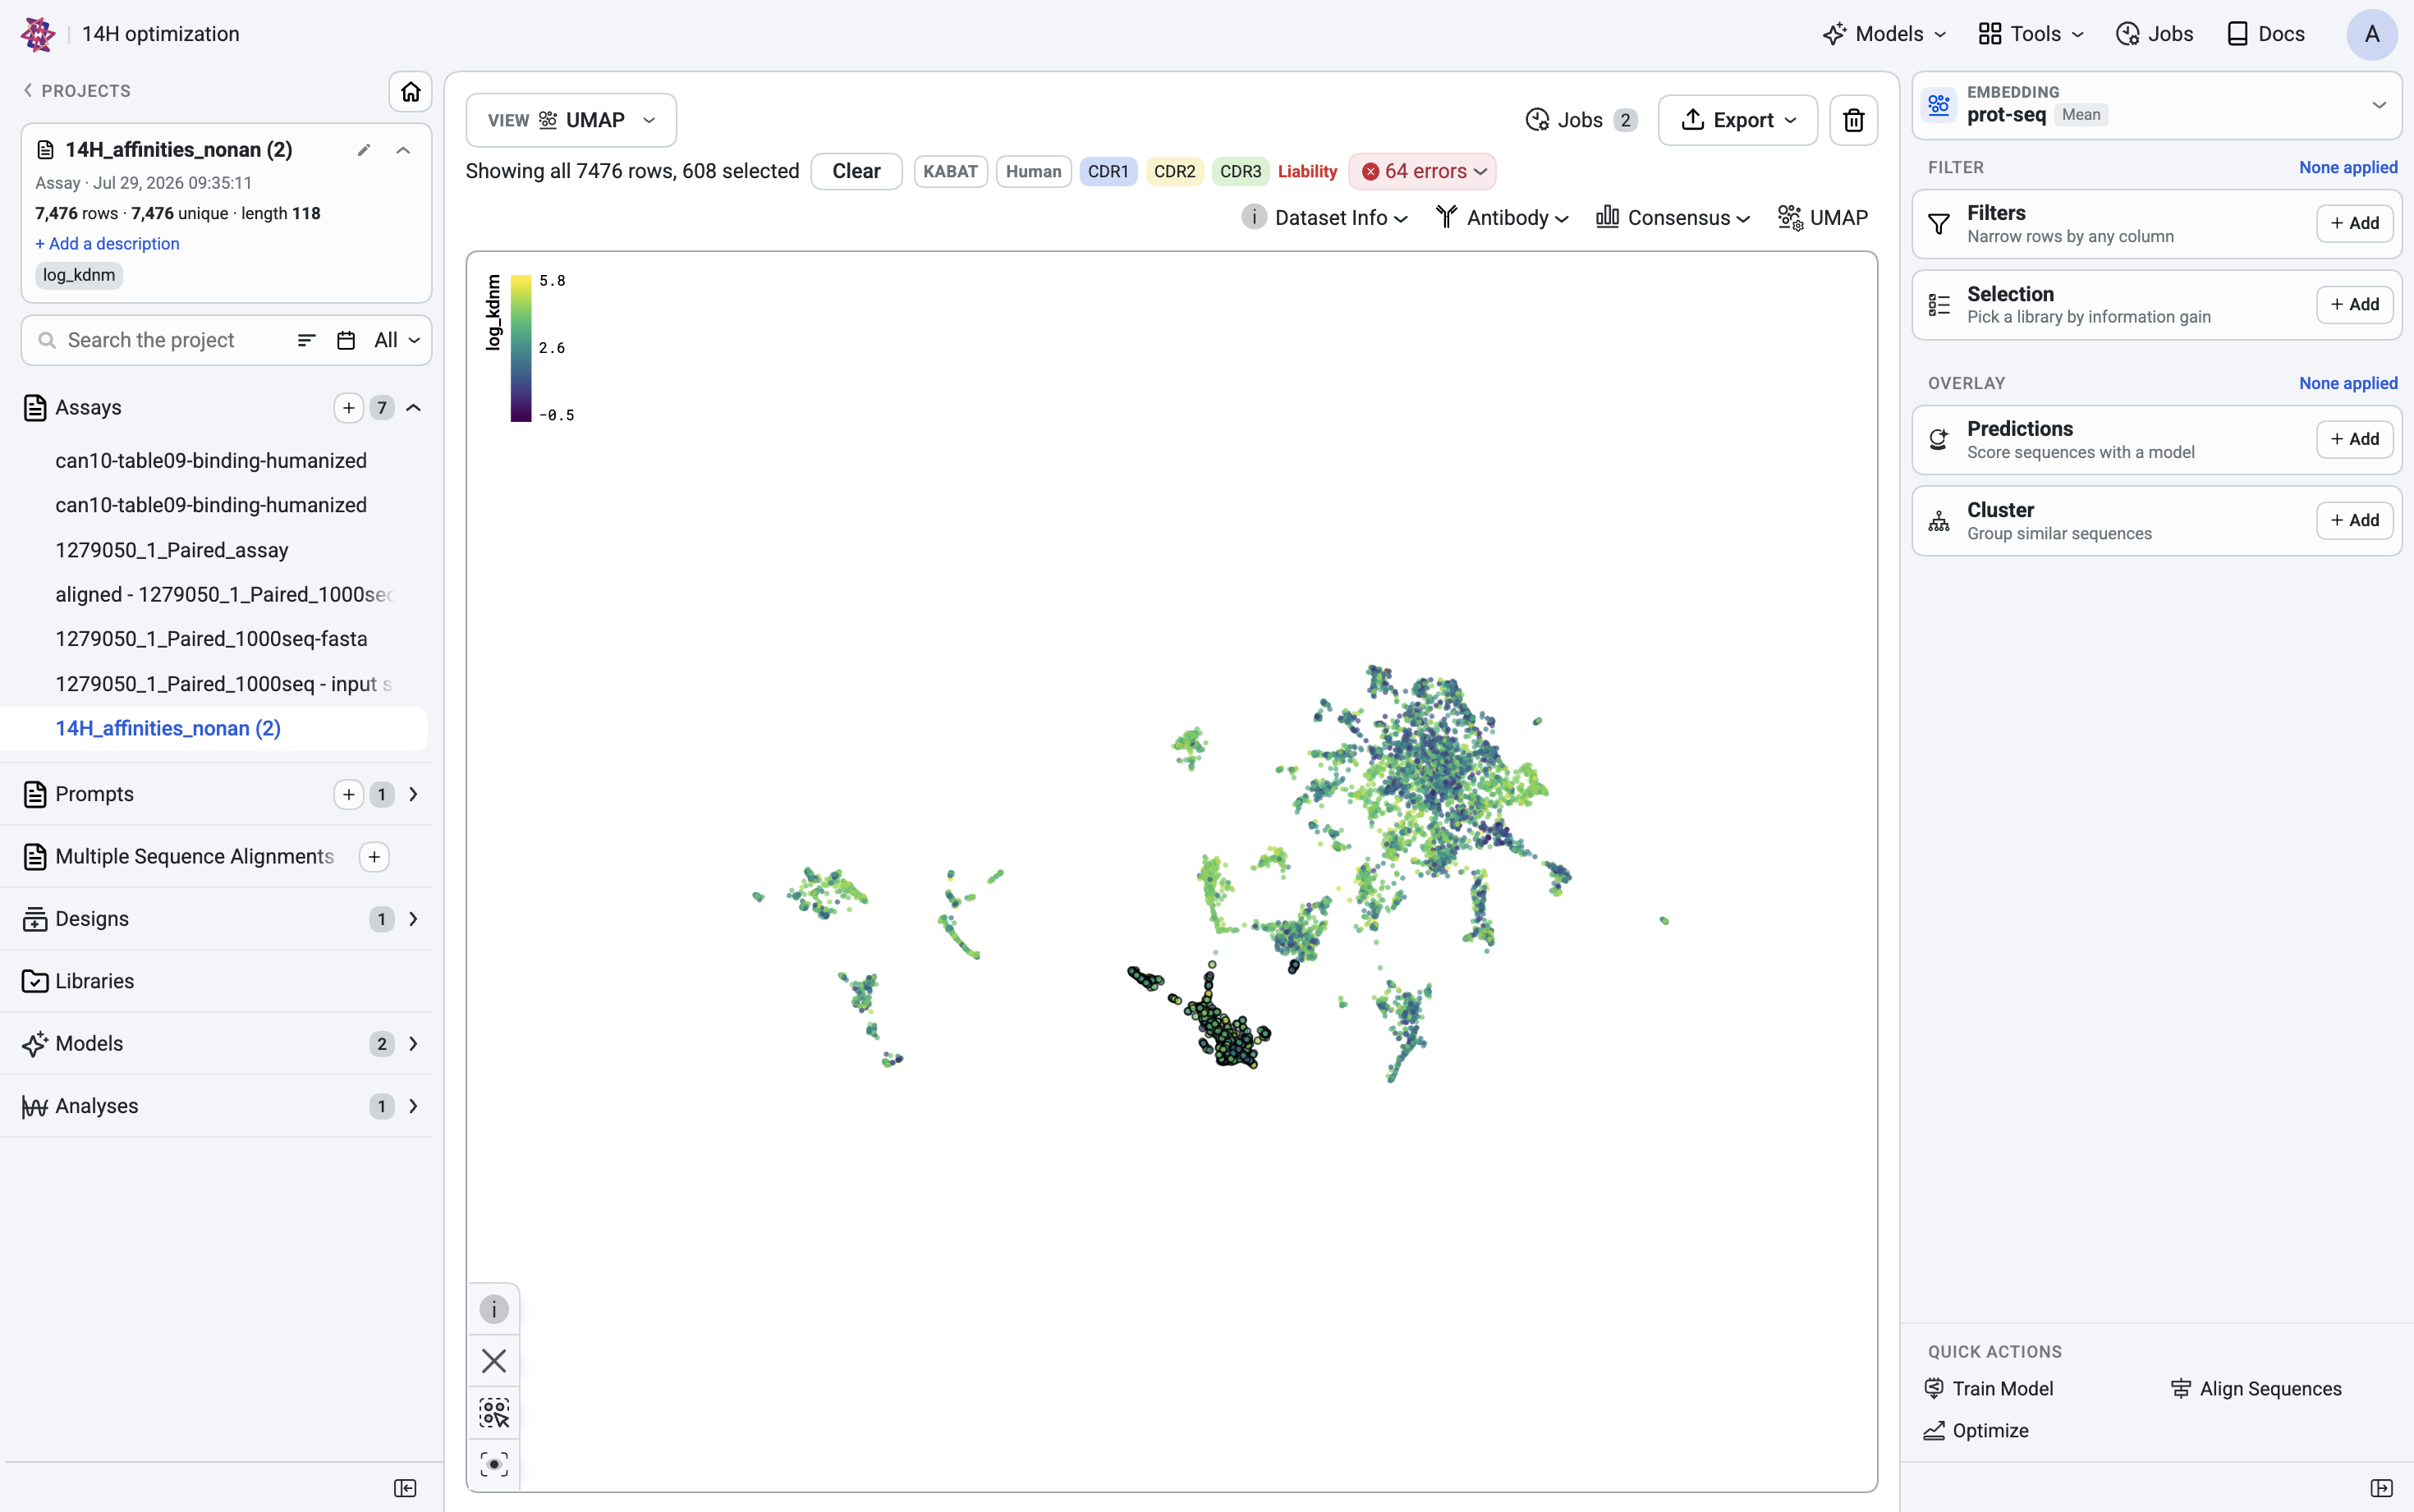 14H optimization
Models
Tools
Jobs
Docs
A
PROJECTS
14H_affinities_nonan (2)
Assay · Jul 29, 2026 09:35:11
7,476 rows · 7,476 unique · length 118
+ Add a description
log_kdnm
Search the project
All
Assays
7
can10-table09-binding-humanized
can10-table09-binding-humanized
1279050_1_Paired_assay
aligned - 1279050_1_Paired_1000sec
1279050_1_Paired_1000seq-fasta
1279050_1_Paired_1000seq - input s
14H_affinities_nonan (2)
Prompts
1
Multiple Sequence Alignments
Designs
1
Libraries
Models
2
Analyses
1
VIEW UMAP
Jobs 2
Export
Showing all 7476 rows, 608 selected
Clear
KABAT
Human
CDR1
CDR2
CDR3
Liability
64 errors
Dataset Info
Antibody
Consensus
UMAP
log_kdnm
5.8
2.6
-0.5
EMBEDDING
prot-seq Mean
FILTER
None applied
Filters
Narrow rows by any column
+ Add
Selection
Pick a library by information gain
+ Add
OVERLAY
None applied
Predictions
Score sequences with a model
+ Add
Cluster
Group similar sequences
+ Add
QUICK ACTIONS
Train Model
Align Sequences
Optimize